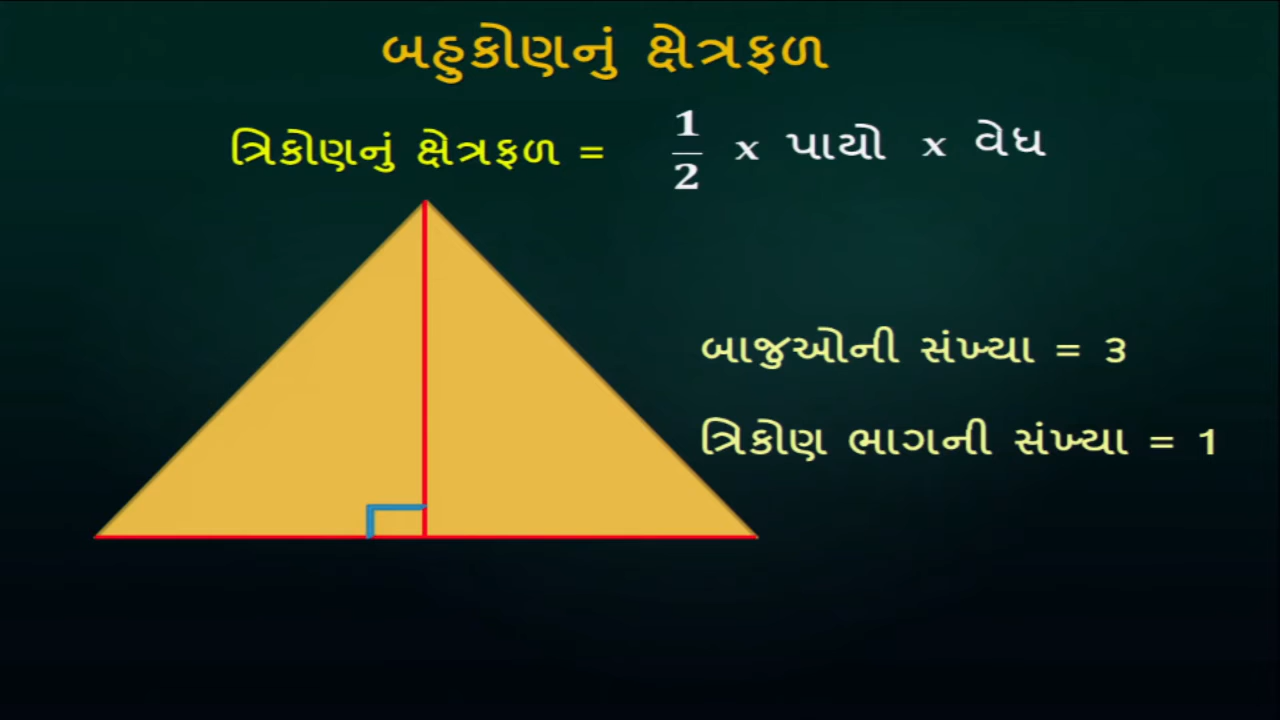 બહુકોણનું ક્ષેત્રફળ
ત્રિકોણનું ક્ષેત્રફળ = 1/2 x પાયો x વેધ
બાજુઓની સંખ્યા = 3
ત્રિકોણ ભાગની સંખ્યા = 1